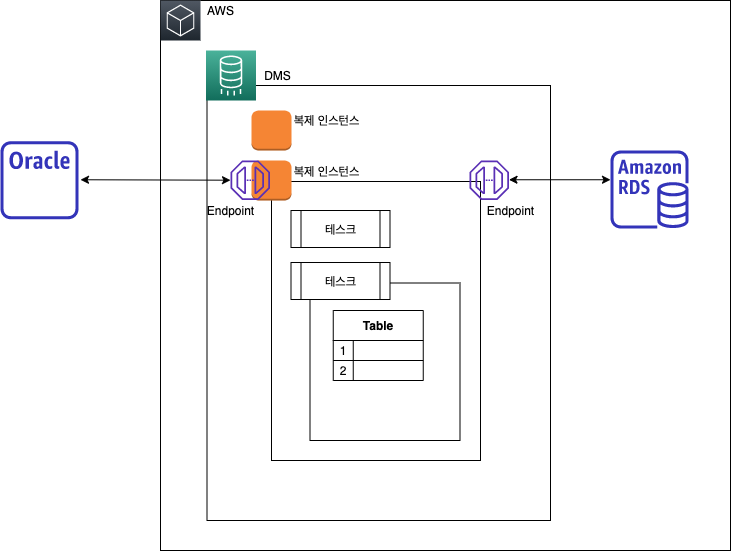 AWS
DMS
복제 인스턴스
Oracle
복제 인스턴스
Amazon
RDS
Endpoint
Endpoint
테스크
테스크
Table
1
2